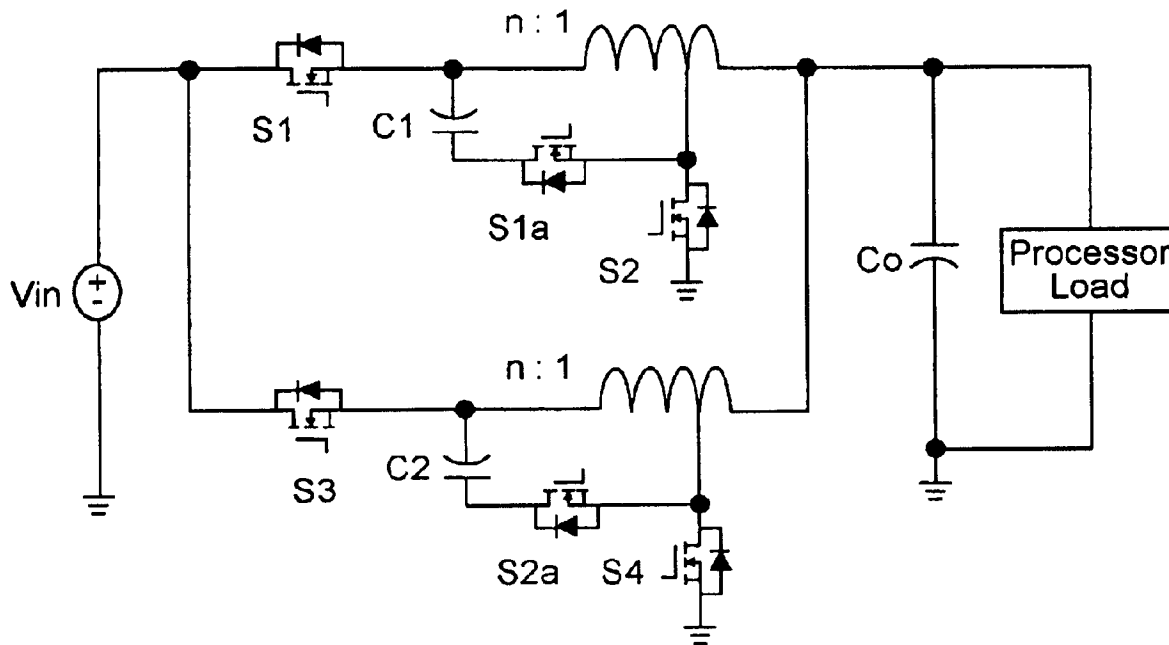 n : 1
S1
C1
S1a
S2
Vin
+
-
Co
Processor
Load
n : 1
S3
C2
S2a
S4